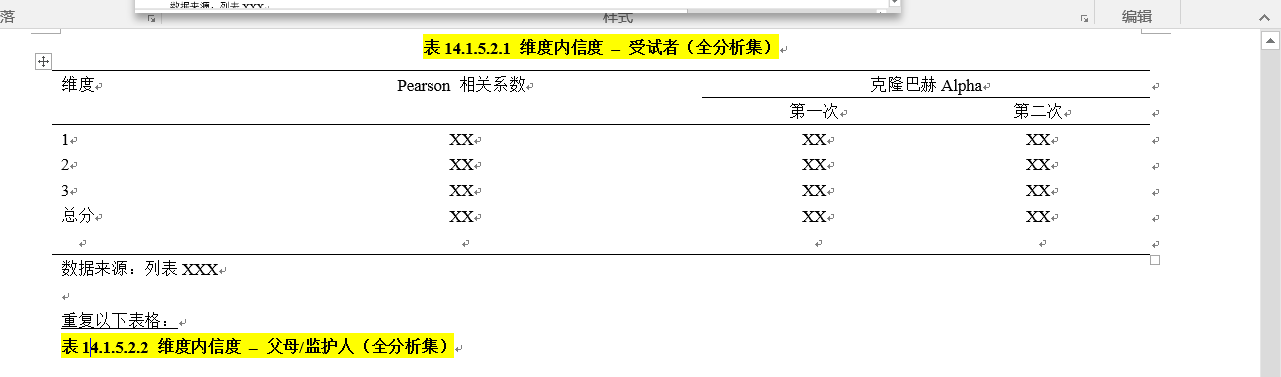 数据来源：列表 XXX
落 样式 编辑
表 14.1.5.2.1 维度内信度 – 受试者（全分析集）
维度 Pearson 相关系数 克隆巴赫 Alpha
第一次 第二次
1 XX XX XX
2 XX XX XX
3 XX XX XX
总分 XX XX XX
数据来源：列表 XXX
重复以下表格：
表 14.1.5.2.2 维度内信度 – 父母/监护人（全分析集）